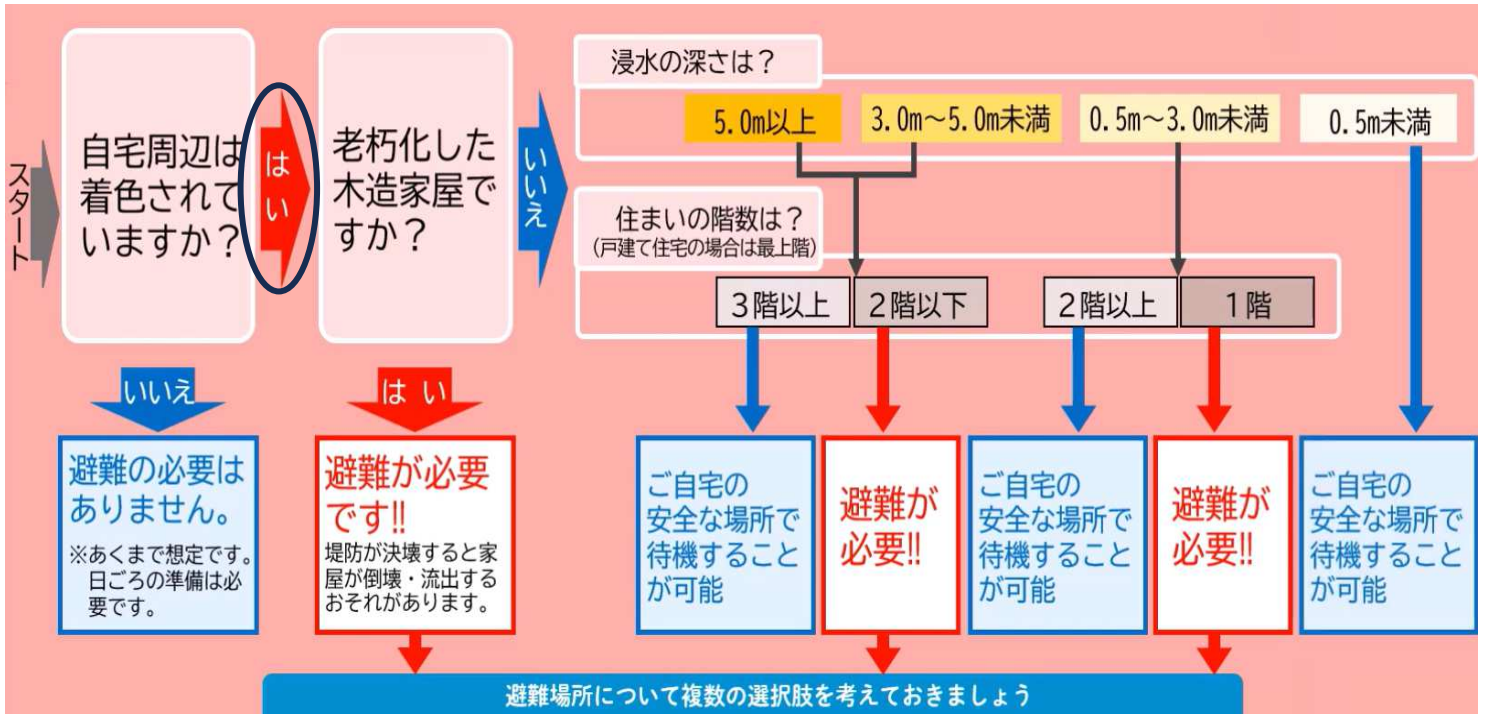 スタート
自宅周辺は
着色されて
いますか？
はい
老朽化した
木造家屋で
すか？
いいえ
浸水の深さは？
5.0m以上
3.0m～5.0m未満
0.5m～3.0m未満
0.5m未満
住まいの階数は？
(戸建て住宅の場合は最上階)
３階以上
２階以下
２階以上
１階
いいえ
はい
避難の必要は
ありません。
※あくまで想定です。
日ごろの準備は必
要です。
避難が必要
です!!
堤防が決壊すると家
屋が倒壊・流出する
おそれがあります。
ご自宅の
安全な場所で
待機すること
が可能
避難が
必要!!
ご自宅の
安全な場所で
待機すること
が可能
避難が
必要!!
ご自宅の
安全な場所で
待機すること
が可能
避難場所について複数の選択肢を考えておきましょう